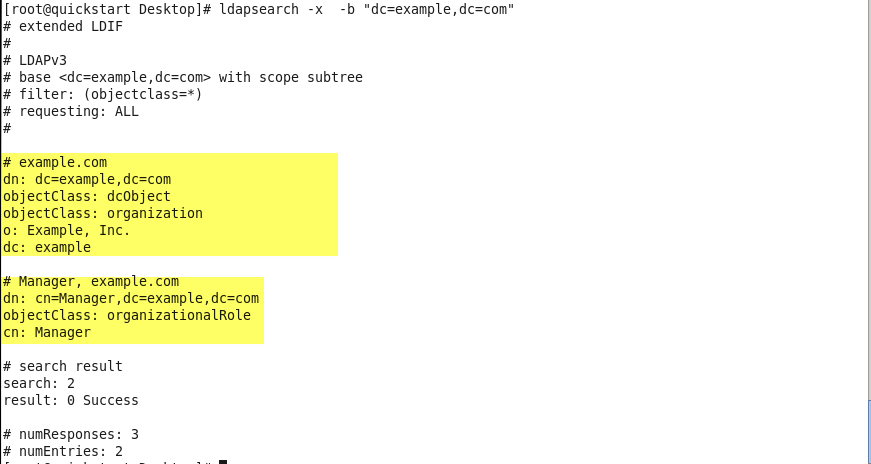 [root@quickstart Desktop]# ldapsearch -x  -b "dc=example,dc=com"
# extended LDIF
#
# LDAPv3
# base <dc=example,dc=com> with scope subtree
# filter: (objectclass=*)
# requesting: ALL
#
# example.com
dn: dc=example,dc=com
objectClass: dcObject
objectClass: organization
o: Example, Inc.
dc: example
# Manager, example.com
dn: cn=Manager,dc=example,dc=com
objectClass: organizationalRole
cn: Manager
# search result
search: 2
result: 0 Success
# numResponses: 3
# numEntries: 2